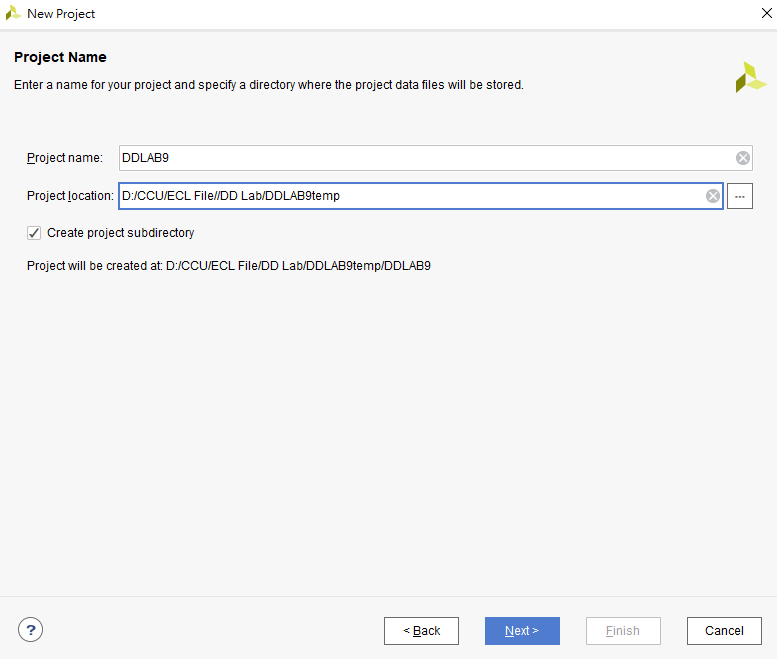 New Project
Project Name
Enter a name for your project and specify a directory where the project data files will be stored.
Project name: DDLAB9
Project location: D:/CCU/ECL File//DD Lab/DDLAB9temp ...
Create project subdirectory
Project will be created at: D:/CCU/ECL File/DD Lab/DDLAB9temp/DDLAB9
? < Back Next > Finish Cancel